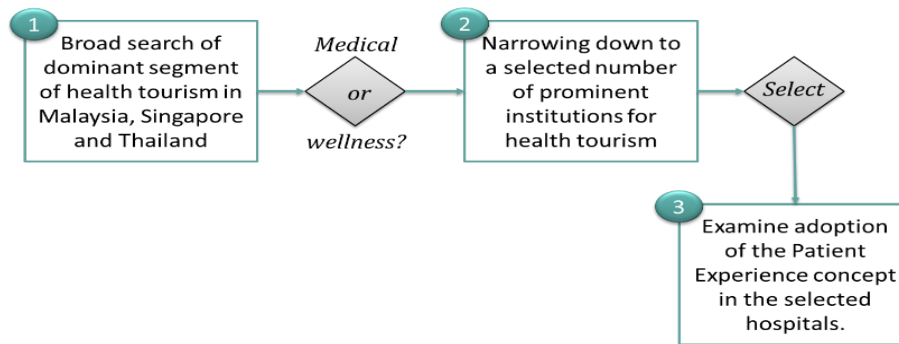 1
Broad search of
dominant segment
of health tourism in
Malaysia, Singapore
and Thailand
Medical
or
wellness?
2
Narrowing down to
a selected number
of prominent
institutions for
health tourism
Select
3
Examine adoption
of the Patient
Experience concept
in the selected
hospitals.